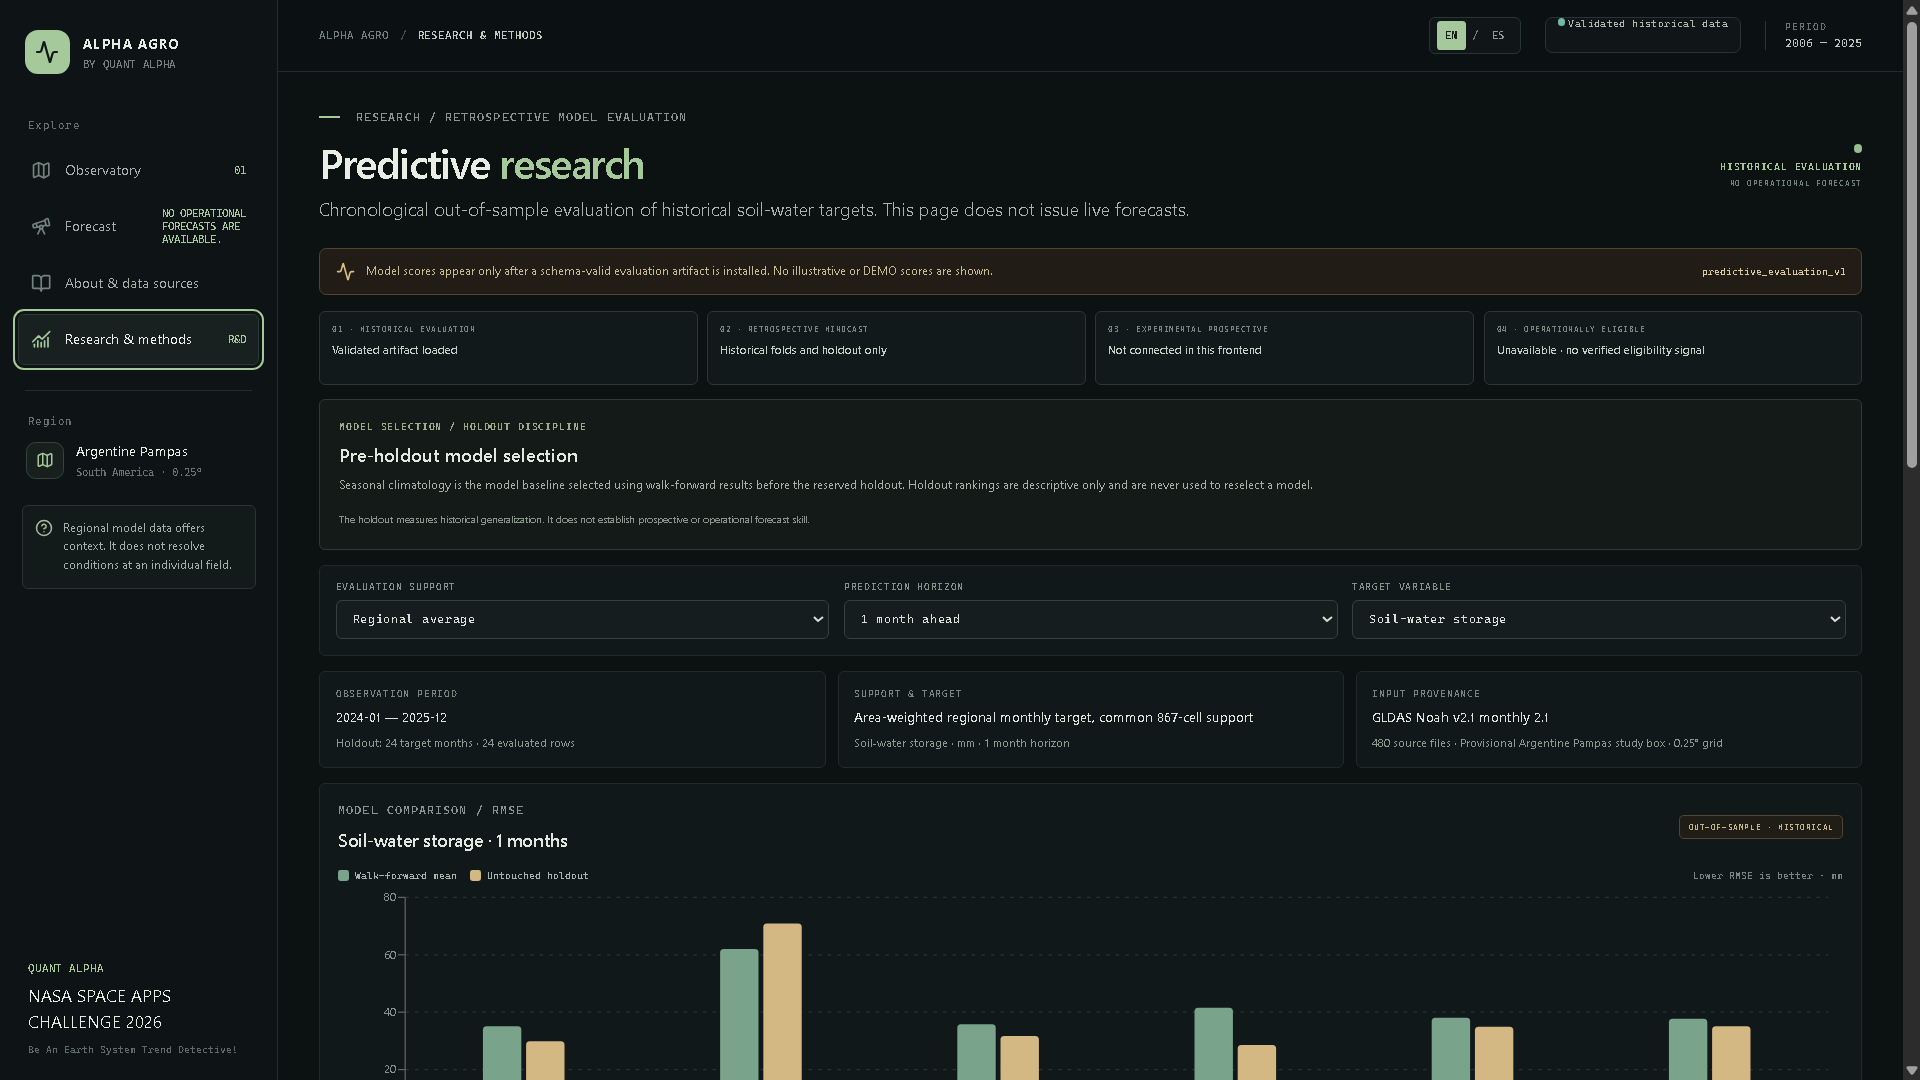 ALPHA AGRO
BY QUANT ALPHA
Explore
Observatory 01
Forecast
NO OPERATIONAL
FORECASTS ARE
AVAILABLE.
About & data sources
Research & methods R&D
Region
Argentine Pampas
South America · 0.25°
Regional model data offers
context. It does not resolve
conditions at an individual field.
QUANT ALPHA
NASA SPACE APPS
CHALLENGE 2026
Be An Earth System Trend Detective!
ALPHA AGRO / RESEARCH & METHODS
EN / ES
Validated historical data
PERIOD
2006 — 2025
RESEARCH / RETROSPECTIVE MODEL EVALUATION
Predictive research
Chronological out-of-sample evaluation of historical soil-water targets. This page does not issue live forecasts.
HISTORICAL EVALUATION
NO OPERATIONAL FORECAST
Model scores appear only after a schema-valid evaluation artifact is installed. No illustrative or DEMO scores are shown.
predictive_evaluation_v1
01 · HISTORICAL EVALUATION
Validated artifact loaded
02 · RETROSPECTIVE HINDCAST
Historical folds and holdout only
03 · EXPERIMENTAL PROSPECTIVE
Not connected in this frontend
04 · OPERATIONALLY ELIGIBLE
Unavailable · no verified eligibility signal
MODEL SELECTION / HOLDOUT DISCIPLINE
Pre-holdout model selection
Seasonal climatology is the model baseline selected using walk-forward results before the reserved holdout. Holdout rankings are descriptive only and are never used to reselect a model.
The holdout measures historical generalization. It does not establish prospective or operational forecast skill.
EVALUATION SUPPORT
Regional average
PREDICTION HORIZON
1 month ahead
TARGET VARIABLE
Soil-water storage
OBSERVATION PERIOD
2024-01 — 2025-12
Holdout: 24 target months · 24 evaluated rows
SUPPORT & TARGET
Area-weighted regional monthly target, common 867-cell support
Soil-water storage · mm · 1 month horizon
INPUT PROVENANCE
GLDAS Noah v2.1 monthly 2.1
480 source files · Provisional Argentine Pampas study box · 0.25° grid
MODEL COMPARISON / RMSE
Soil-water storage · 1 months
OUT-OF-SAMPLE · HISTORICAL
Walk-forward mean
Untouched holdout
Lower RMSE is better · mm
80
60
40
20